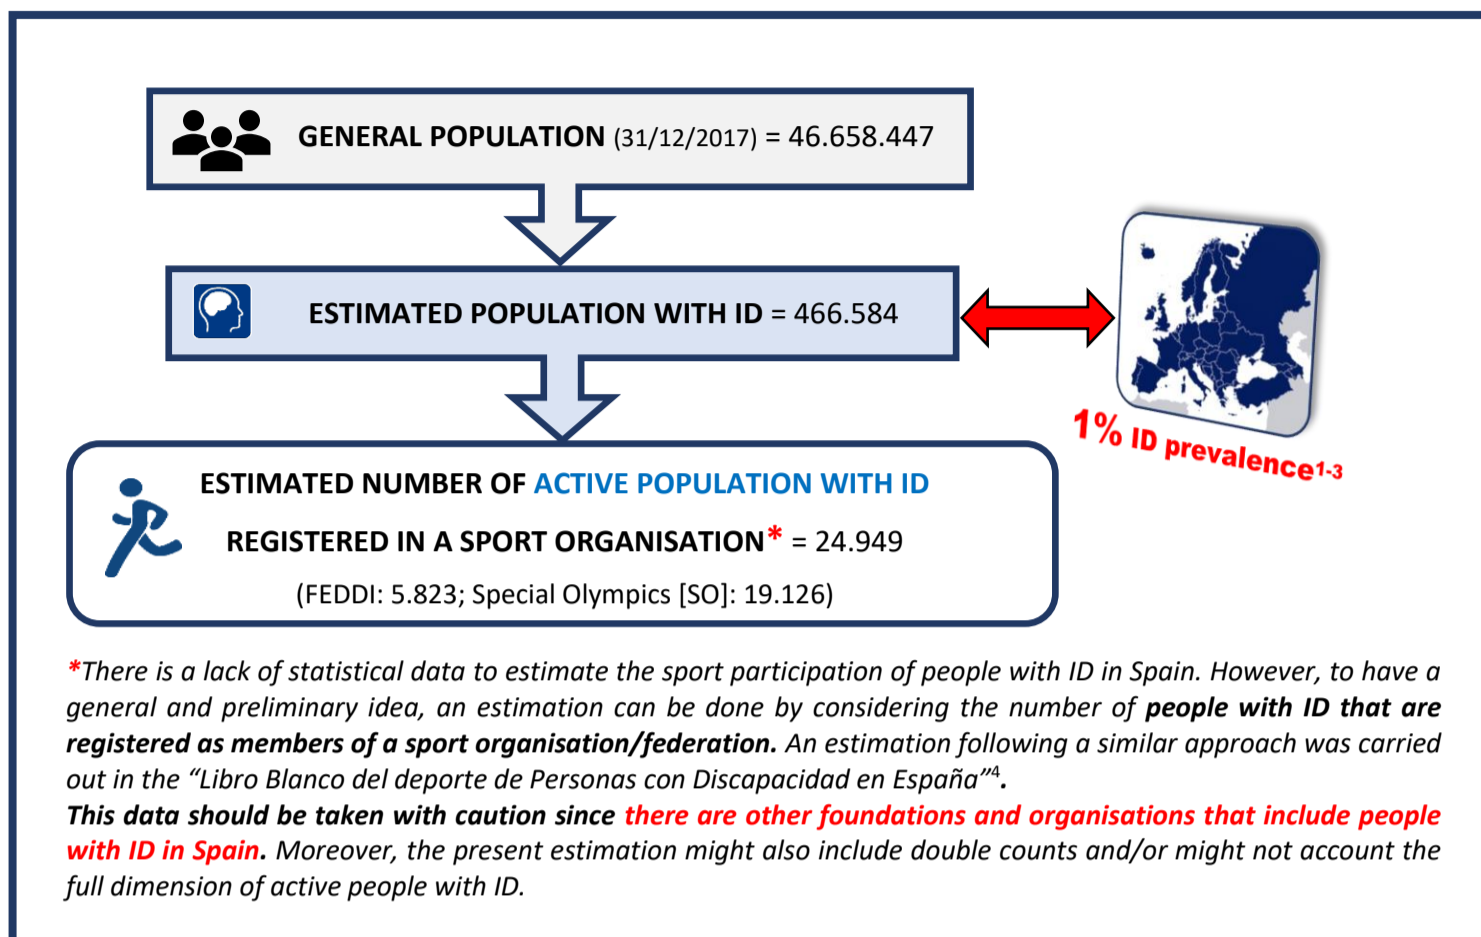 GENERAL POPULATION (31/12/2017) = 46.658.447
ESTIMATED POPULATION WITH ID = 466.584
1% ID prevalence1-3
ESTIMATED NUMBER OF ACTIVE POPULATION WITH ID
REGISTERED IN A SPORT ORGANISATION* = 24.949
(FEDDI: 5.823; Special Olympics [SO]: 19.126)
*There is a lack of statistical data to estimate the sport participation of people with ID in Spain. However, to have a
general and preliminary idea, an estimation can be done by considering the number of people with ID that are
registered as members of a sport organisation/federation. An estimation following a similar approach was carried
out in the “Libro Blanco del deporte de Personas con Discapacidad en España”4.
This data should be taken with caution since there are other foundations and organisations that include people
with ID in Spain. Moreover, the present estimation might also include double counts and/or might not account the
full dimension of active people with ID.